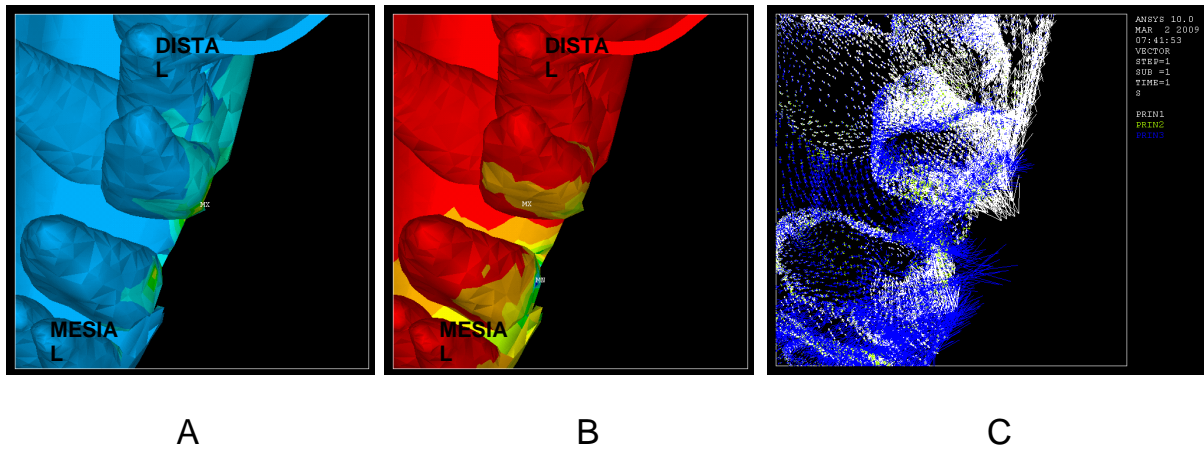 DISTA
L
MX
MESIA
L
DISTA
L
MX
MN
MESIA
L
ANSYS 10.0
MAR 2 2009
07:41:53
VECTOR
STEP=1
SUB =1
TIME=1
S
PRIN1
PRIN2
PRIN3
A
B
C